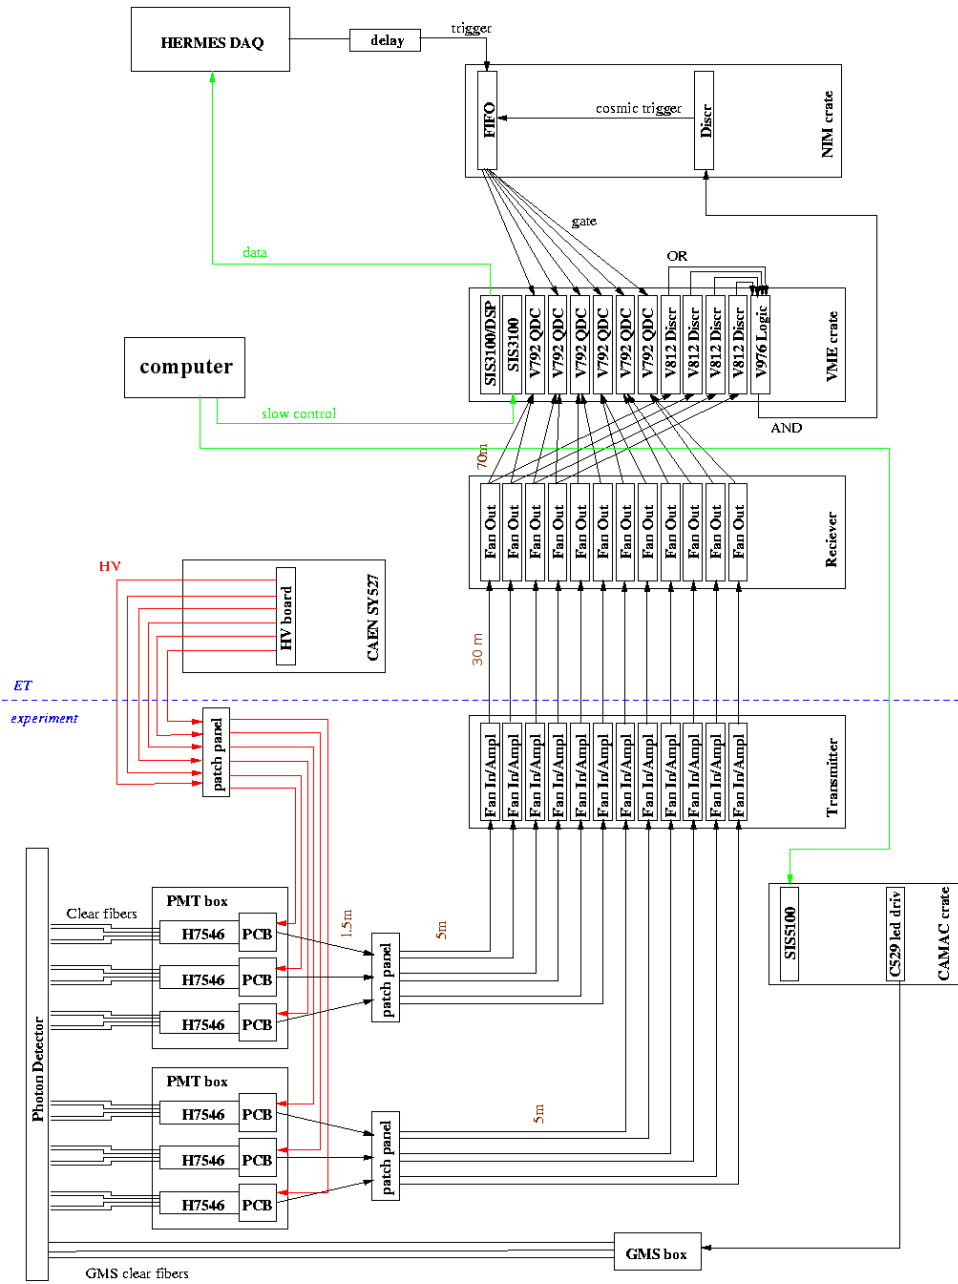 HERMES DAQ
delay
trigger
FIFO
cosmic trigger
Discr
NIM crate
gate
data
OR
SIS3100/DSP
SIS3100
V792 QDC
V792 QDC
V792 QDC
V792 QDC
V792 QDC
V792 QDC
V812 Discr
V812 Discr
V812 Discr
V812 Discr
V976 Logic
VME crate
computer
slow control
AND
70m
Fan Out
Fan Out
Fan Out
Fan Out
Fan Out
Fan Out
Fan Out
Fan Out
Fan Out
Fan Out
Fan Out
Fan Out
Reciever
HV
HV board
CAEN SY527
30 m
ET
experiment
patch panel
Fan In/Ampl
Fan In/Ampl
Fan In/Ampl
Fan In/Ampl
Fan In/Ampl
Fan In/Ampl
Fan In/Ampl
Fan In/Ampl
Fan In/Ampl
Fan In/Ampl
Fan In/Ampl
Fan In/Ampl
Transmitter
Photon Detector
Clear fibers
PMT box
H7546
PCB
H7546
PCB
H7546
PCB
1.5m
patch panel
5m
SIS5100
C529 led driv
CAMAC crate
PMT box
H7546
PCB
H7546
PCB
H7546
PCB
patch panel
5m
GMS box
GMS clear fibers